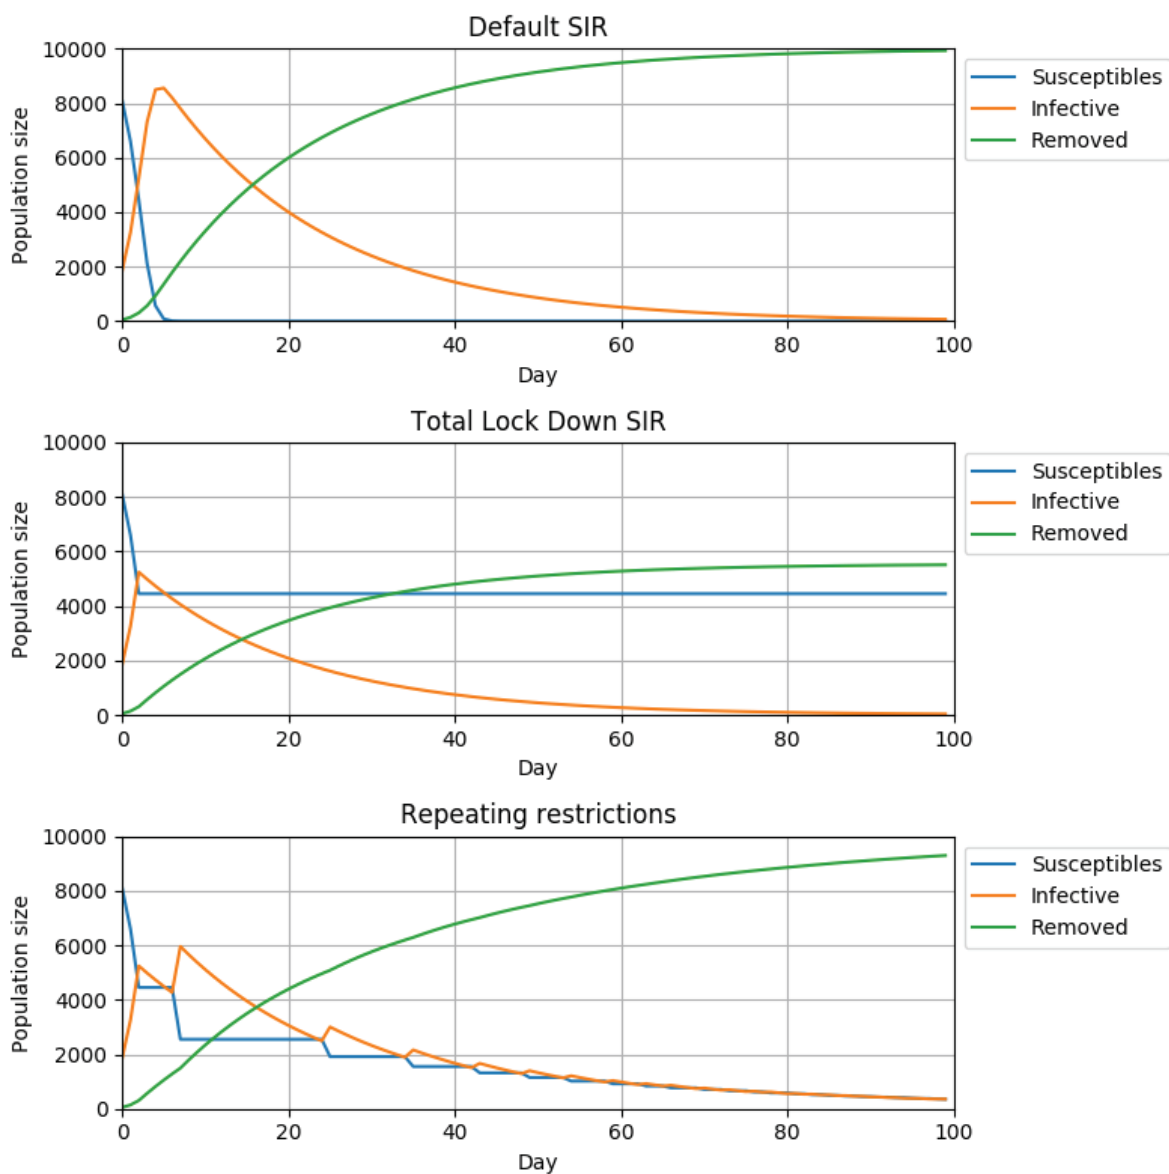 Default SIR
10000
8000
6000
4000
2000
0
Population size
0 20 40 60 80 100
Day
Susceptibles
Infective
Removed
Total Lock Down SIR
10000
8000
6000
4000
2000
0
Population size
0 20 40 60 80 100
Day
Susceptibles
Infective
Removed
Repeating restrictions
10000
8000
6000
4000
2000
0
Population size
0 20 40 60 80 100
Day
Susceptibles
Infective
Removed